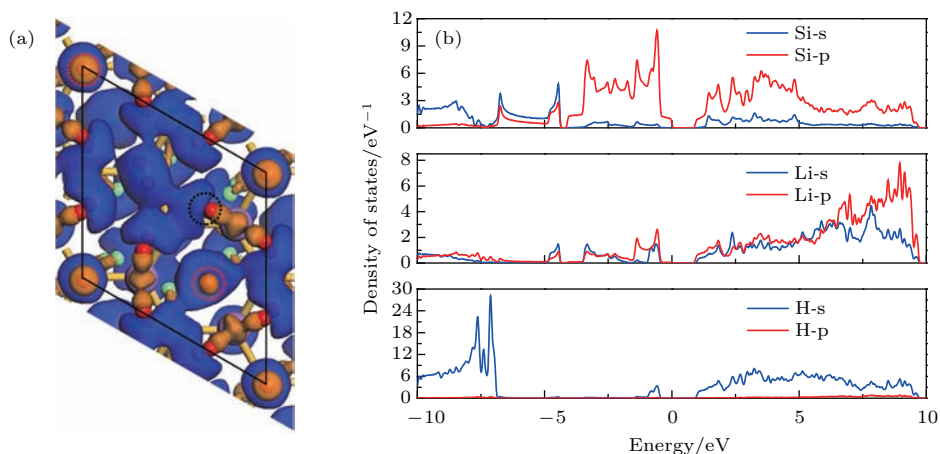 (a)
(b)
Density of states/eV⁻¹
12
9
6
3
0
Si-s
Si-p
8
6
4
2
0
Li-s
Li-p
30
24
18
12
6
0
H-s
H-p
−10 −5 0 5 10
Energy/eV